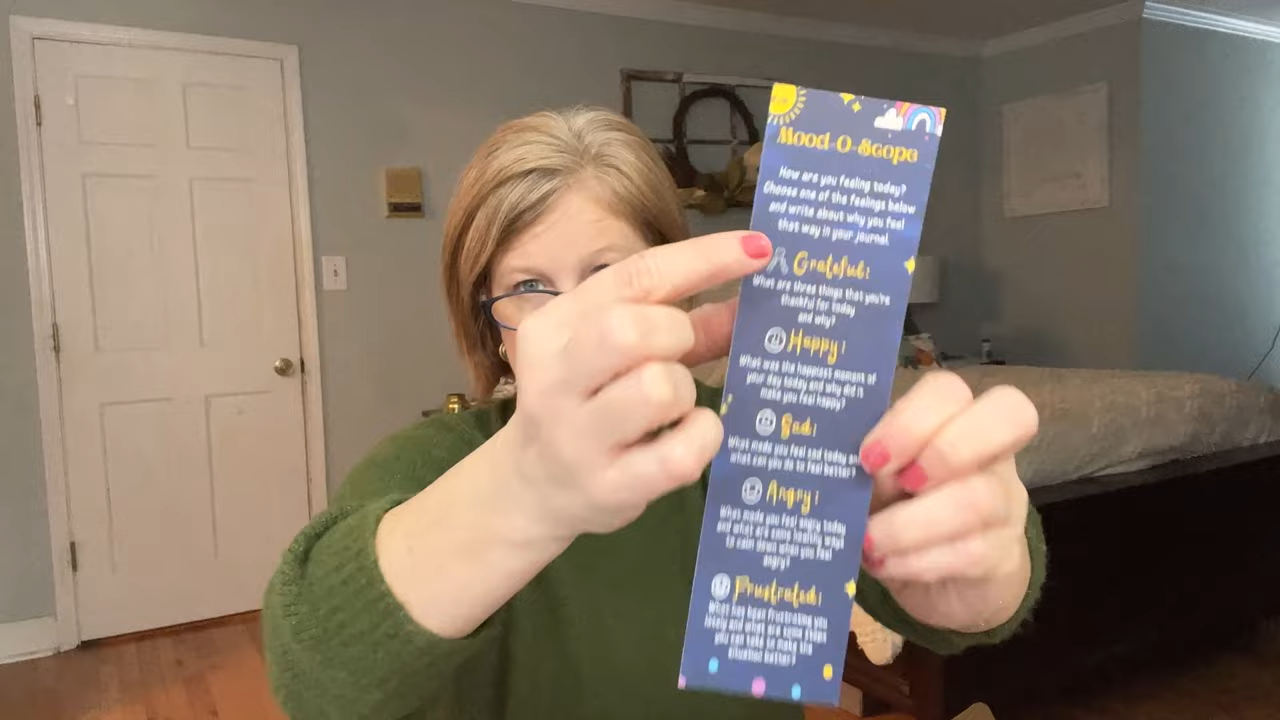 Mood-O-Scope
How are you feeling today?
Choose one of the feelings below
and write about why you feel
that way in your journal.
Grateful:
What are three things that you're
thankful for today
and why?
Happy:
What was the happiest moment of
your day today and why did it
make you feel happy?
Sad:
What made you feel sad today and
what can you do to feel better?
Angry:
What made you feel angry today
and what are some healthy ways
to calm down when you feel
angry?
Frustrated:
What has been frustrating you
lately and what are some steps
you can take to make the
situation better?